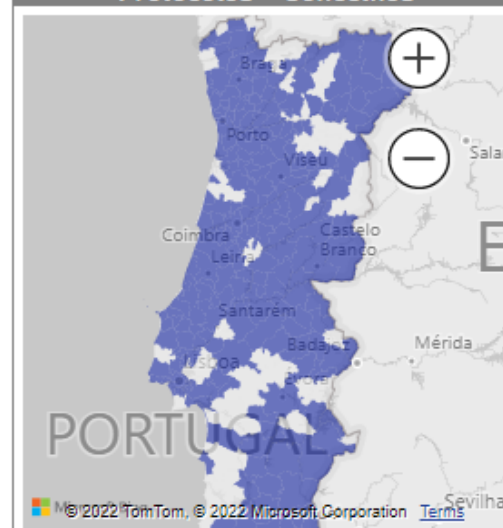 Braga
Porto
Viseu
Sala
Coimbra
Castelo
Branco
Leiria
E
Santarém
Badajoz
Mérida
Lisboa
Évora
PORTUGAL
Sevilha
© 2022 TomTom, © 2022 Microsoft Corporation Terms